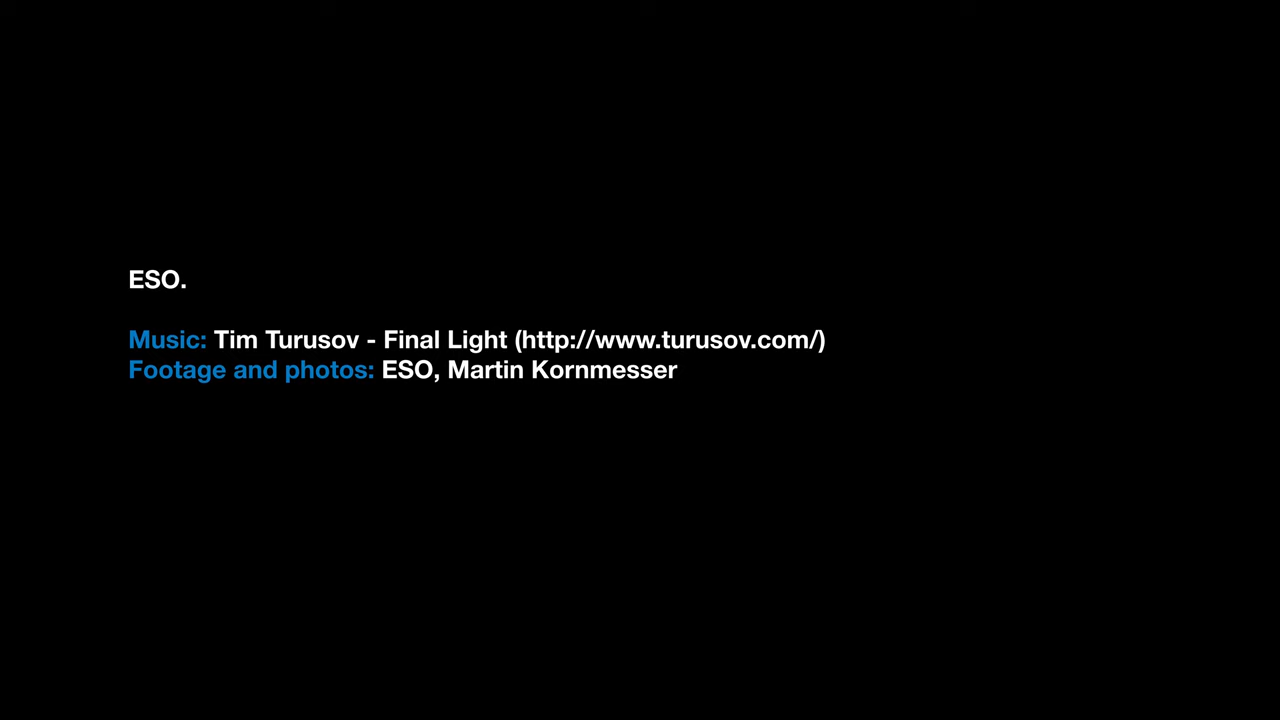 ESO.
Music: Tim Turusov - Final Light (http://www.turusov.com/)
Footage and photos: ESO, Martin Kornmesser